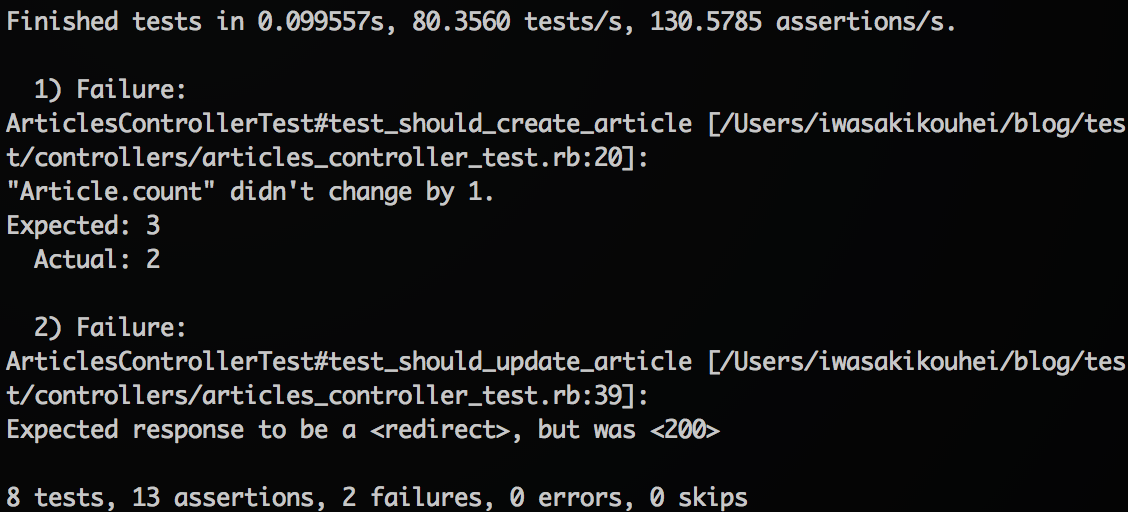 Finished tests in 0.099557s, 80.3560 tests/s, 130.5785 assertions/s.
1) Failure:
ArticlesControllerTest#test_should_create_article [/Users/iwasakikouhei/blog/tes
t/controllers/articles_controller_test.rb:20]:
"Article.count" didn't change by 1.
Expected: 3
Actual: 2
2) Failure:
ArticlesControllerTest#test_should_update_article [/Users/iwasakikouhei/blog/tes
t/controllers/articles_controller_test.rb:39]:
Expected response to be a <redirect>, but was <200>
8 tests, 13 assertions, 2 failures, 0 errors, 0 skips